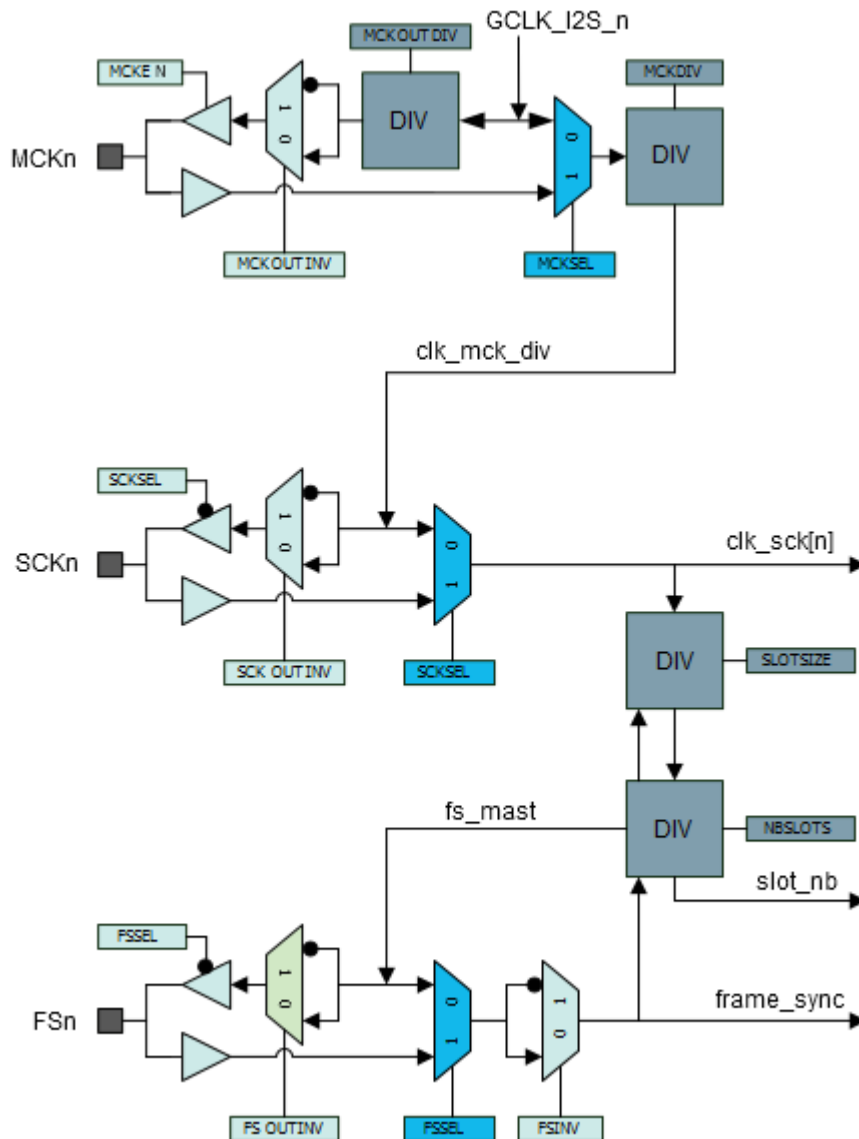 GCLK_I2S_n
MCKOUTDIV
MCKE N
MCKDIV
1
0
DIV
0
1
DIV
MCKn
MCKOUTINV
MCKSEL
clk_mck_div
SCKSEL
1
0
0
1
clk_sck[n]
SCKn
DIV
SLOTSIZE
SCK OUTINV
SCKSEL
fs_mast
DIV
NBSLOTS
slot_nb
FSSEL
1
0
0
1
1
0
frame_sync
FSn
FS OUTINV
FSSEL
FSINV